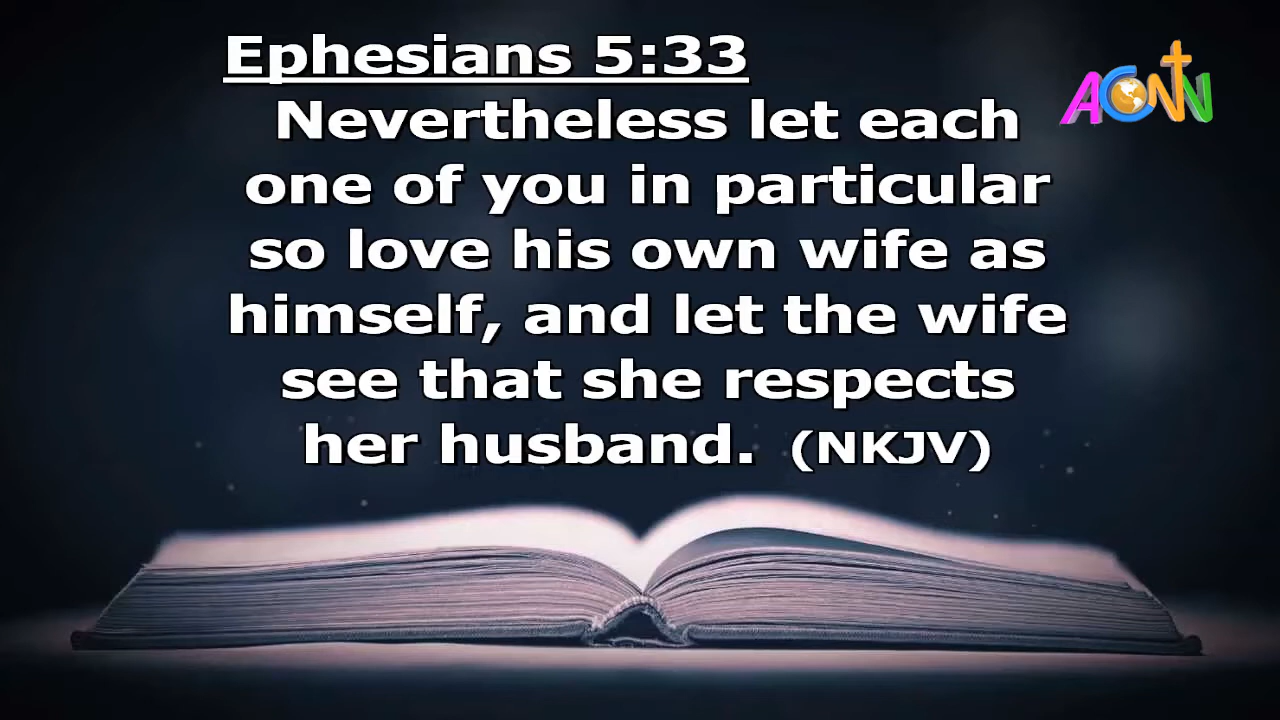 Ephesians 5:33
ACNN
Nevertheless let each
one of you in particular
so love his own wife as
himself, and let the wife
see that she respects
her husband. (NKJV)